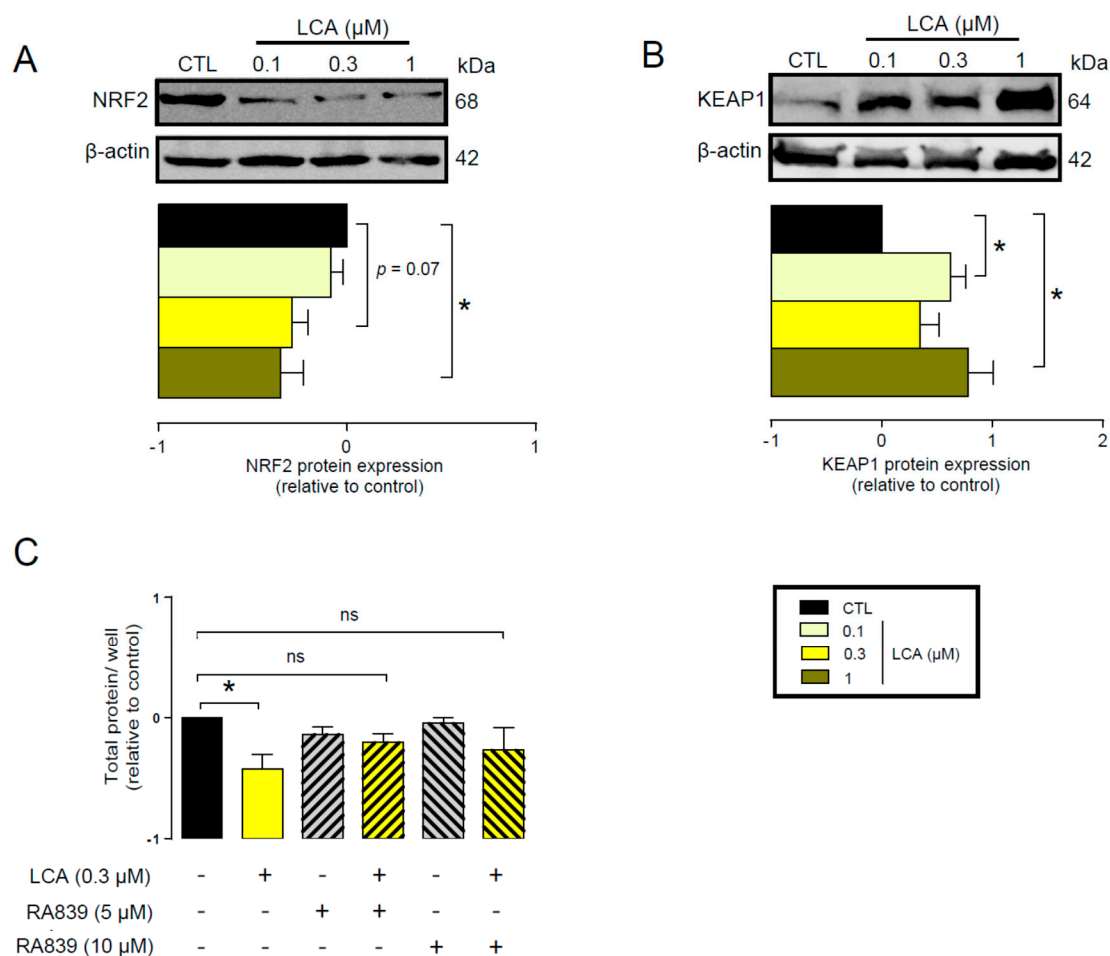 A
LCA (µM)
CTL 0.1 0.3 1 kDa
NRF2 68
β-actin 42
p = 0.07
*
-1 0 1
NRF2 protein expression
(relative to control)
B
LCA (µM)
CTL 0.1 0.3 1 kDa
KEAP1 64
β-actin 42
*
*
-1 0 1 2
KEAP1 protein expression
(relative to control)
C
Total protein/ well
(relative to control)
1
0
-1
ns
ns
*
LCA (0.3 µM) - + - + - +
RA839 (5 µM) - - + + - -
RA839 (10 µM) - - - - + +
CTL
0.1
0.3
1
LCA (µM)